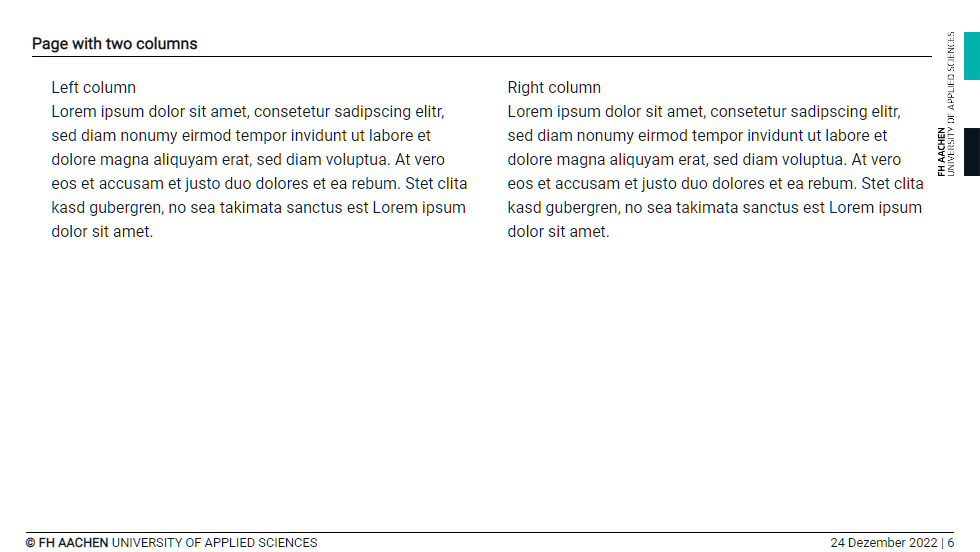 Page with two columns
Left column
Lorem ipsum dolor sit amet, consetetur sadipscing elitr,
sed diam nonumy eirmod tempor invidunt ut labore et
dolore magna aliquyam erat, sed diam voluptua. At vero
eos et accusam et justo duo dolores et ea rebum. Stet clita
kasd gubergren, no sea takimata sanctus est Lorem ipsum
dolor sit amet.
Right column
Lorem ipsum dolor sit amet, consetetur sadipscing elitr,
sed diam nonumy eirmod tempor invidunt ut labore et
dolore magna aliquyam erat, sed diam voluptua. At vero
eos et accusam et justo duo dolores et ea rebum. Stet clita
kasd gubergren, no sea takimata sanctus est Lorem ipsum
dolor sit amet.
FH AACHEN
UNIVERSITY OF APPLIED SCIENCES
© FH AACHEN UNIVERSITY OF APPLIED SCIENCES
24 Dezember 2022 | 6